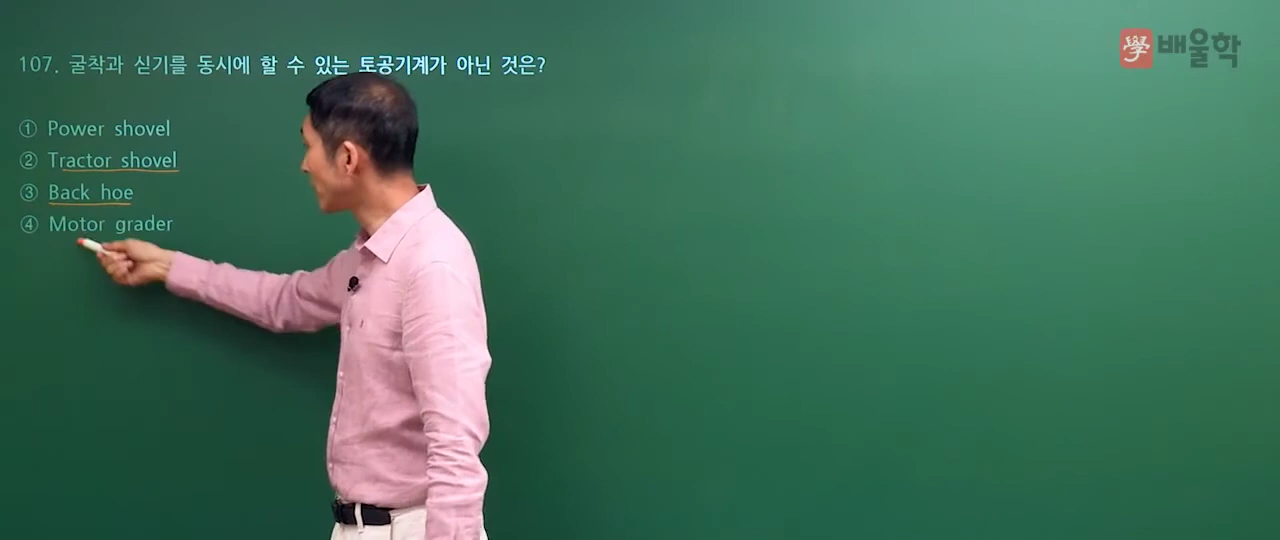 學 배울학
107. 굴착과 싣기를 동시에 할 수 있는 토공기계가 아닌 것은?
① Power shovel
② Tractor shovel
③ Back hoe
④ Motor grader